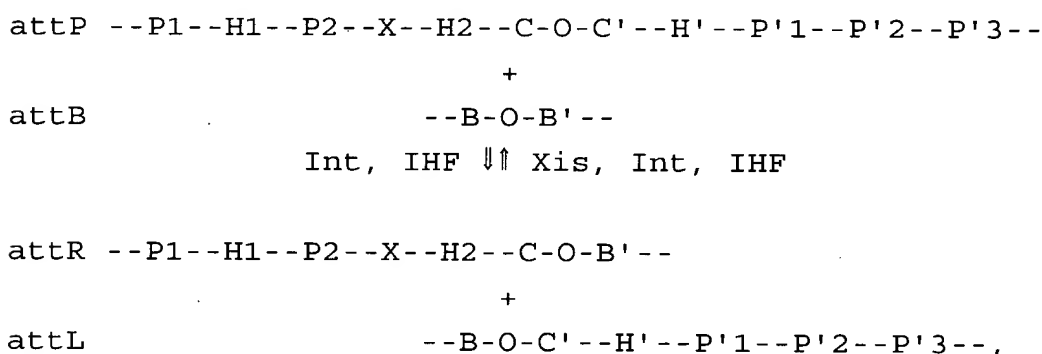 attP --P1--H1--P2--X--H2--C-O-C'--H'--P'1--P'2--P'3--
+
attB --B-O-B'--
Int, IHF ⇓⇑ Xis, Int, IHF
attR --P1--H1--P2--X--H2--C-O-B'--
+
attL --B-O-C'--H'--P'1--P'2--P'3--,